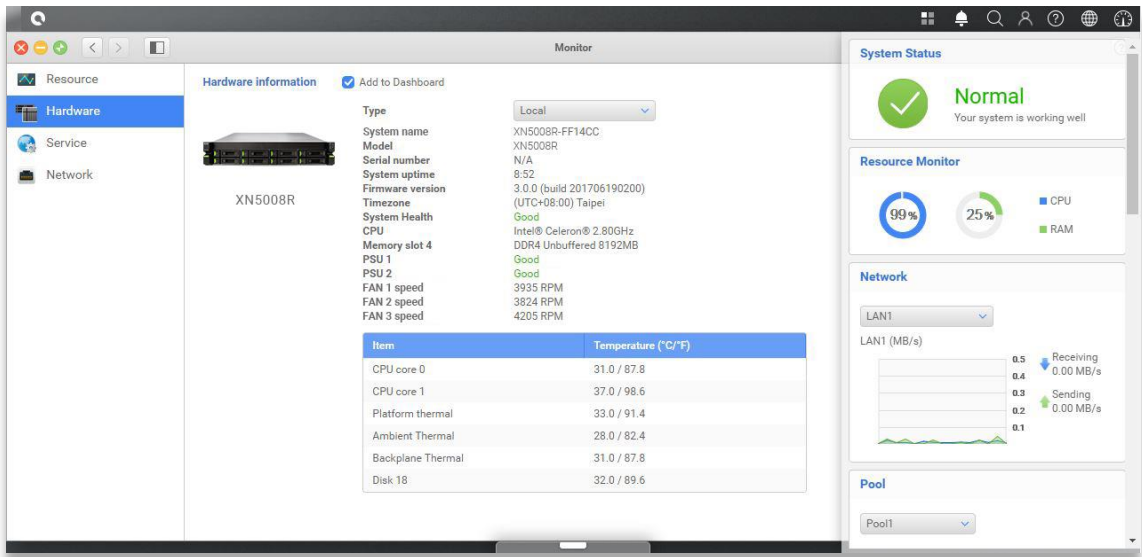 Monitor
Resource
Hardware
Service
Network
Hardware information
Add to Dashboard
XN5008R
Type Local
System name XN5008R-FF14CC
Model XN5008R
Serial number N/A
System uptime 8:52
Firmware version 3.0.0 (build 201706190200)
Timezone (UTC+08:00) Taipei
System Health Good
CPU Intel® Celeron® 2.80GHz
Memory slot 4 DDR4 Unbuffered 8192MB
PSU 1 Good
PSU 2 Good
FAN 1 speed 3935 RPM
FAN 2 speed 3824 RPM
FAN 3 speed 4205 RPM
Item Temperature (°C/°F)
CPU core 0 31.0 / 87.8
CPU core 1 37.0 / 98.6
Platform thermal 33.0 / 91.4
Ambient Thermal 28.0 / 82.4
Backplane Thermal 31.0 / 87.8
Disk 18 32.0 / 89.6
System Status
Normal
Your system is working well
Resource Monitor
99% 25%
CPU
RAM
Network
LAN1
LAN1 (MB/s)
0.5
0.4
0.3
0.2
0.1
Receiving
0.00 MB/s
Sending
0.00 MB/s
Pool
Pool1